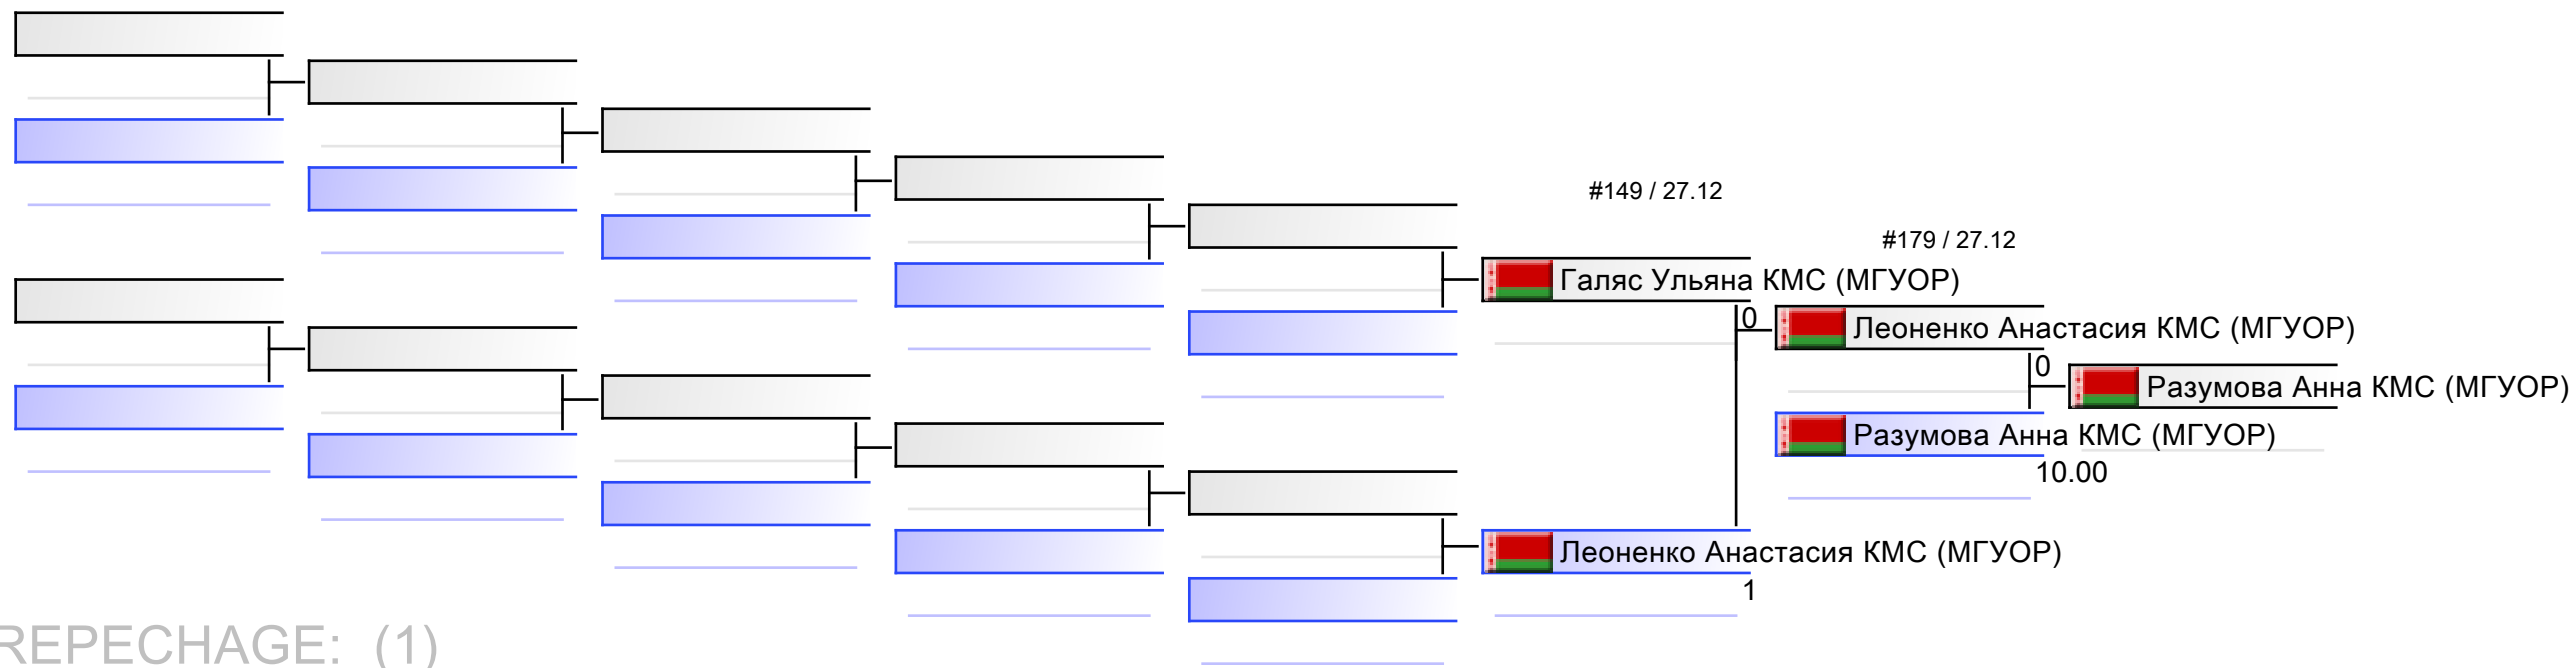 #149 / 27.12
#179 / 27.12
Галяс Ульяна КМС (МГУОР)
0
Леоненко Анастасия КМС (МГУОР)
0
Разумова Анна КМС (МГУОР)
Разумова Анна КМС (МГУОР)
10.00
Леоненко Анастасия КМС (МГУОР)
1
REPECHAGE: (1)